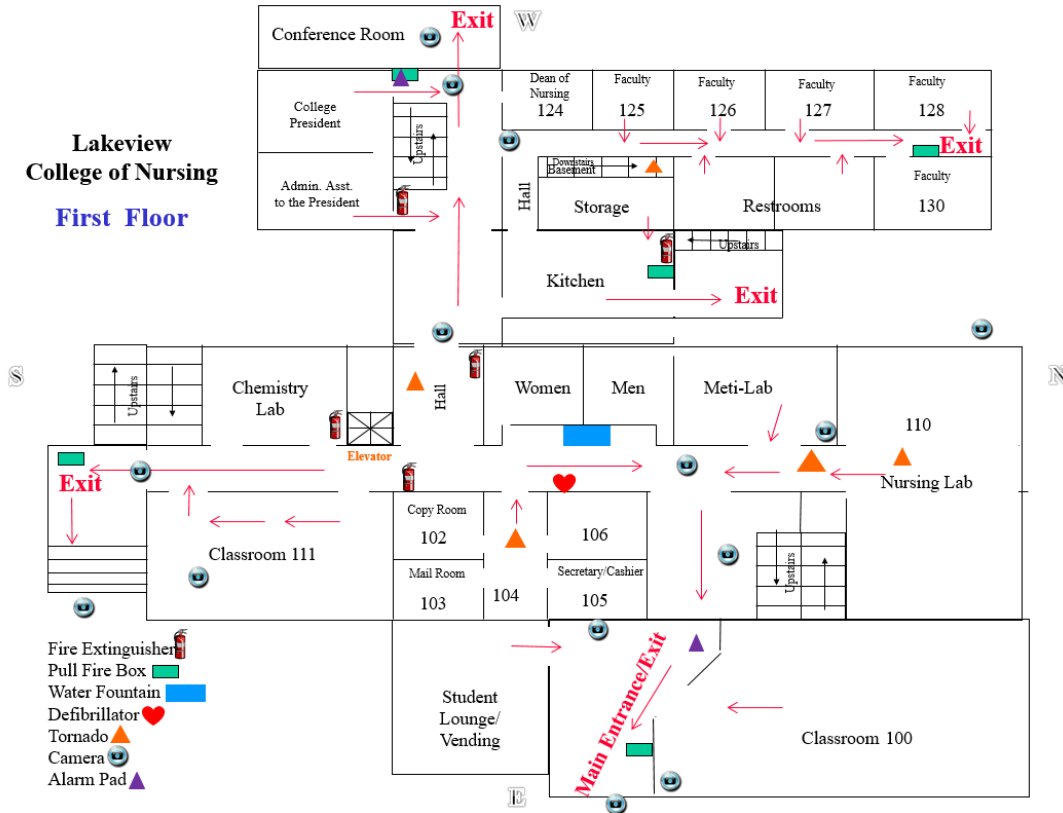 W
Exit
Conference Room
College
President
Admin. Asst.
to the President
Upstairs
Lakeview
College of Nursing
First Floor
Dean of
Nursing
124
Faculty
125
Faculty
126
Faculty
127
Faculty
128
Exit
Downstairs
Basement
Storage
Restrooms
Faculty
130
Hall
Kitchen
Upstairs
Exit
S
N
Upstairs
Chemistry
Lab
Hall
Women
Men
Meti-Lab
110
Nursing Lab
Elevator
Exit
Copy Room
102
106
Classroom 111
Mail Room
103
104
Secretary/Cashier
105
Upstairs
Student
Lounge/
Vending
Main Entrance/Exit
Classroom 100
E
Fire Extinguisher
Pull Fire Box
Water Fountain
Defibrillator
Tornado
Camera
Alarm Pad